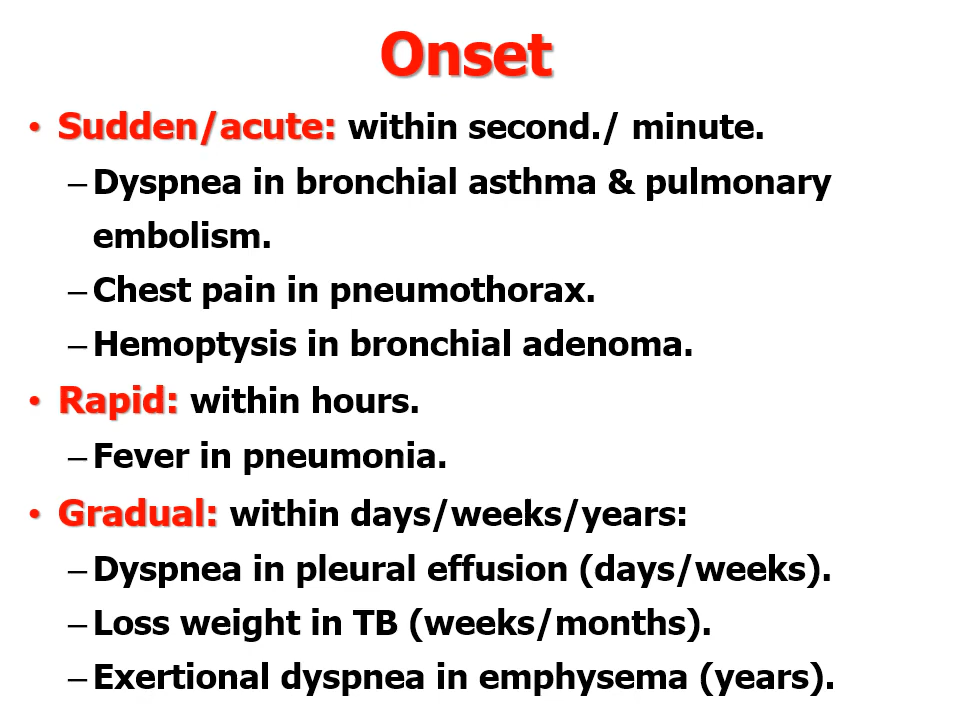 Onset
• Sudden/acute: within second./ minute.
– Dyspnea in bronchial asthma & pulmonary
embolism.
– Chest pain in pneumothorax.
– Hemoptysis in bronchial adenoma.
• Rapid: within hours.
– Fever in pneumonia.
• Gradual: within days/weeks/years:
– Dyspnea in pleural effusion (days/weeks).
– Loss weight in TB (weeks/months).
– Exertional dyspnea in emphysema (years).